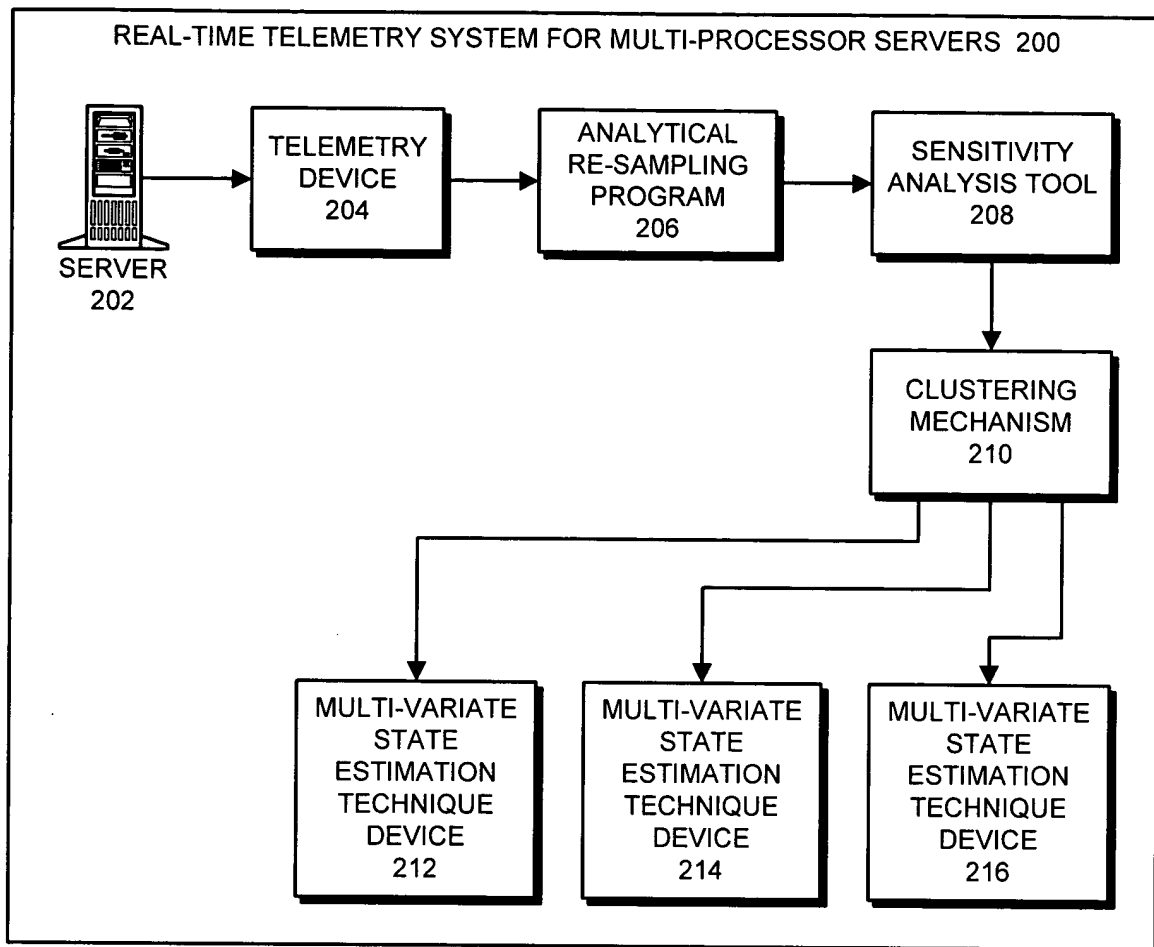 REAL-TIME TELEMETRY SYSTEM FOR MULTI-PROCESSOR SERVERS 200
SERVER
202
TELEMETRY
DEVICE
204
ANALYTICAL
RE-SAMPLING
PROGRAM
206
SENSITIVITY
ANALYSIS TOOL
208
CLUSTERING
MECHANISM
210
MULTI-VARIATE
STATE
ESTIMATION
TECHNIQUE
DEVICE
212
MULTI-VARIATE
STATE
ESTIMATION
TECHNIQUE
DEVICE
214
MULTI-VARIATE
STATE
ESTIMATION
TECHNIQUE
DEVICE
216